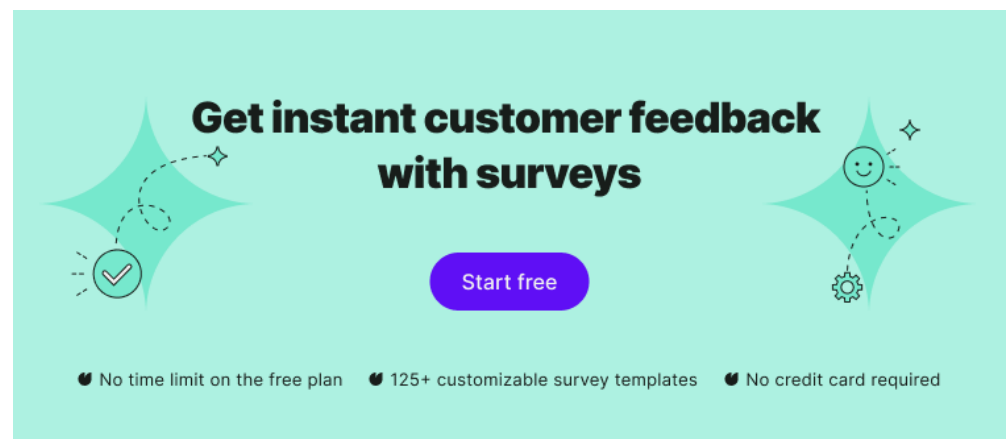 Get instant customer feedback
with surveys
Start free
No time limit on the free plan
125+ customizable survey templates
No credit card required